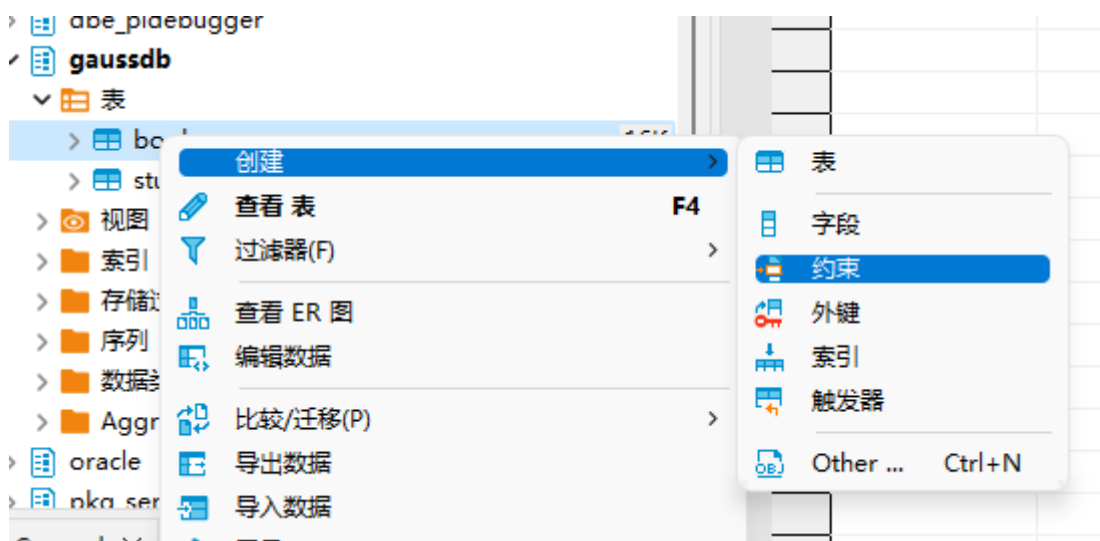 dbe_pldebugger
gaussdb
表
创建
表
查看 表 F4
视图
字段
过滤器(F)
索引
约束
查看 ER 图
外键
序列
编辑数据
索引
触发器
Aggr
比较/迁移(P)
oracle
导出数据
Other ... Ctrl+N
导入数据